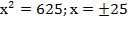 x² = 625; x = ±25